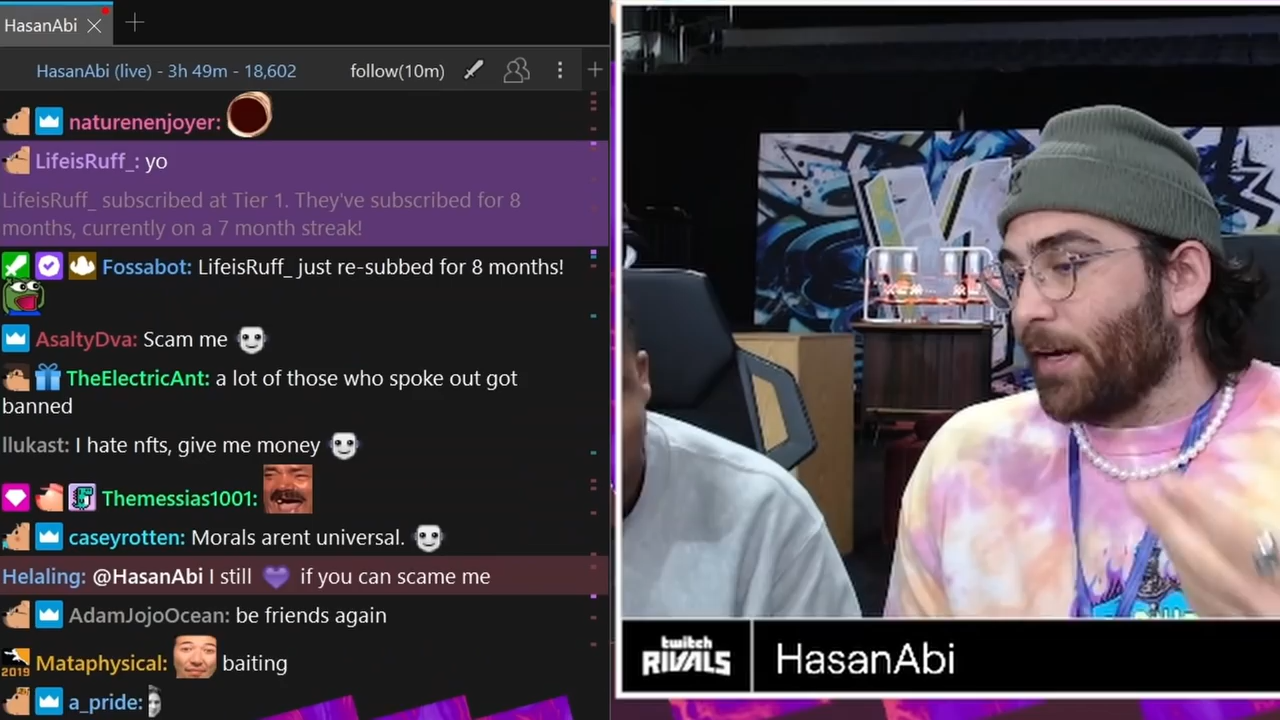 HasanAbi
HasanAbi (live) - 3h 49m - 18,602
follow(10m)
naturenenjoyer:
LifeisRuff_: yo
LifeisRuff_ subscribed at Tier 1. They've subscribed for 8
months, currently on a 7 month streak!
Fossabot: LifeisRuff_ just re-subbed for 8 months!
AsaltyDva: Scam me
TheElectricAnt: a lot of those who spoke out got
banned
llukast: I hate nfts, give me money
Themessias1001:
caseyrotten: Morals arent universal.
Helaling: @HasanAbi I still 💜 if you can scame me
AdamJojoOcean: be friends again
2019 Mataphysical: baiting
a_pride:
twitch
RIVALS
HasanAbi